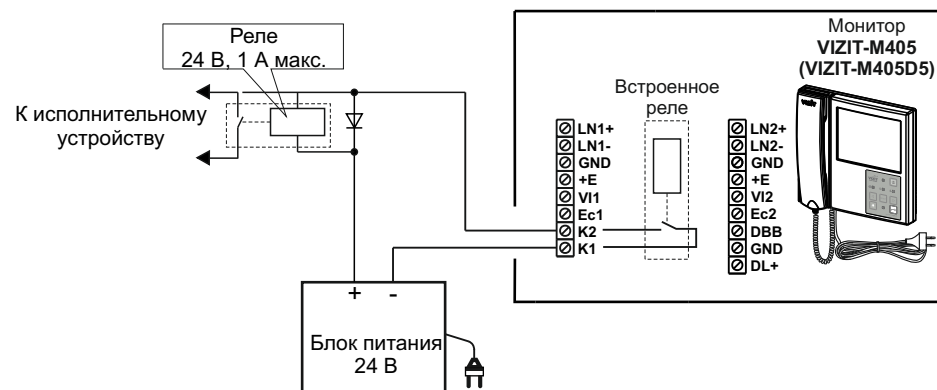 Реле
24 В, 1 А макс.
К исполнительному
устройству
Монитор
VIZIT-M405
(VIZIT-M405D5)
Встроенное
реле
LN1+
LN1-
GND
+E
VI1
Ec1
K2
K1
LN2+
LN2-
GND
+E
VI2
Ec2
DBB
GND
DL+
+ -
Блок питания
24 В